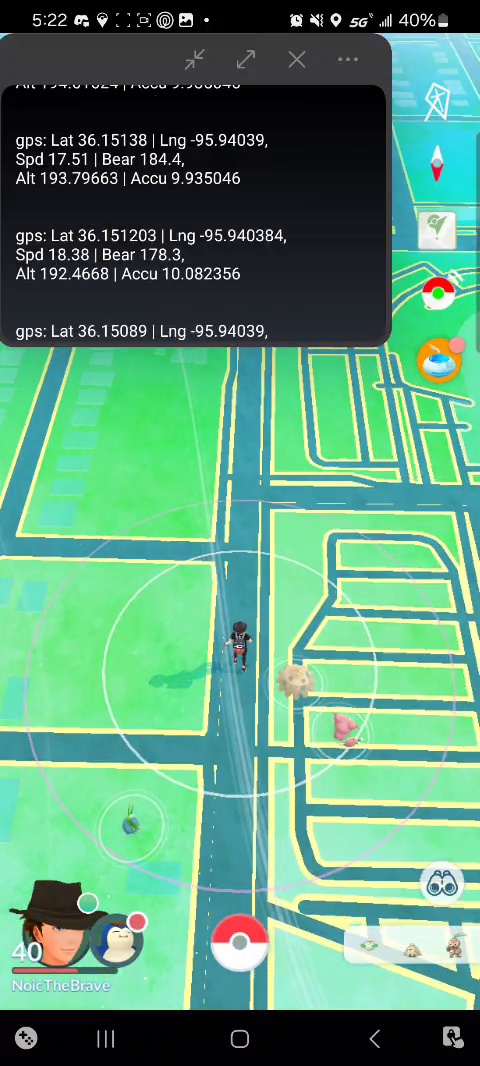 5:22
5G
40%
Alt 194.81024 | Accu 9.935046
gps: Lat 36.15138 | Lng -95.94039,
Spd 17.51 | Bear 184.4,
Alt 193.79663 | Accu 9.935046
gps: Lat 36.151203 | Lng -95.940384,
Spd 18.38 | Bear 178.3,
Alt 192.4668 | Accu 10.082356
gps: Lat 36.15089 | Lng -95.94039,
40
NoicTheBrave